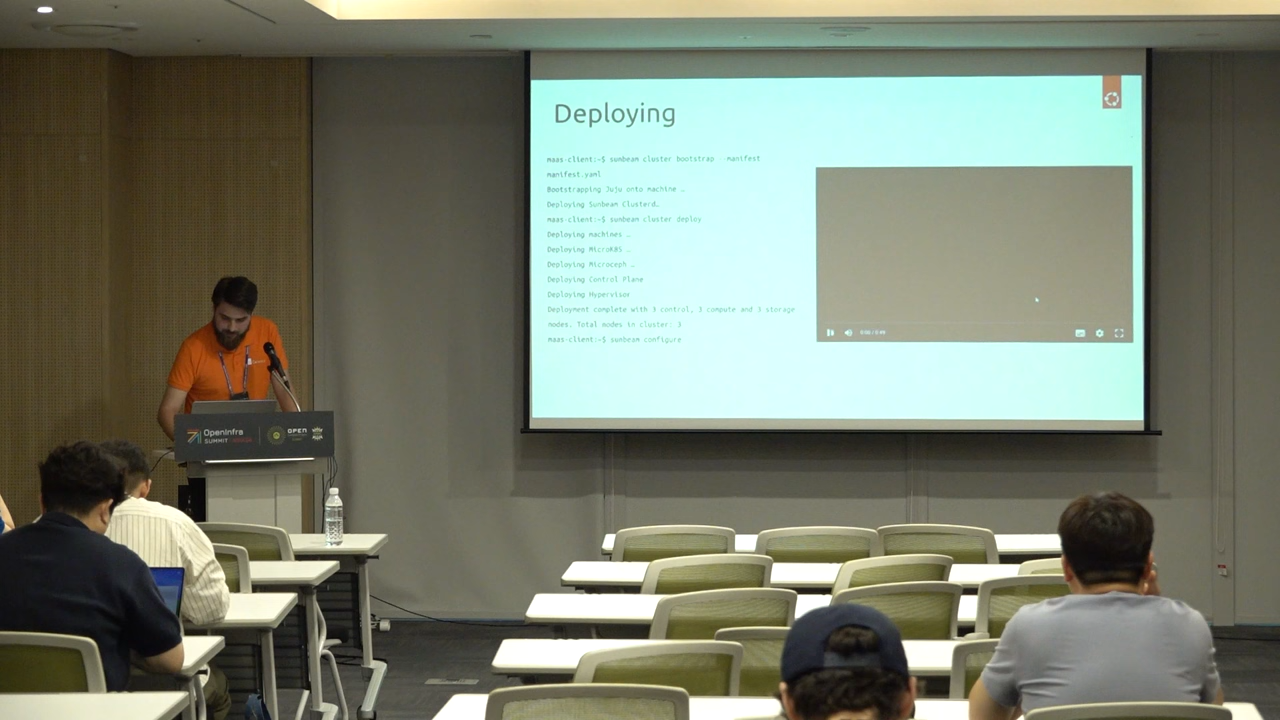 Deploying
maas-client:~$ sunbeam cluster bootstrap --manifest
manifest.yaml
Bootstrapping Juju onto machine …
Deploying Sunbeam Clusterd…
maas-client:~$ sunbeam cluster deploy
Deploying machines …
Deploying MicroK8S …
Deploying Microceph …
Deploying Control Plane
Deploying Hypervisor
Deployment complete with 3 control, 3 compute and 3 storage
nodes. Total nodes in cluster: 3
maas-client:~$ sunbeam configure
OpenInfra
SUMMIT
OPEN